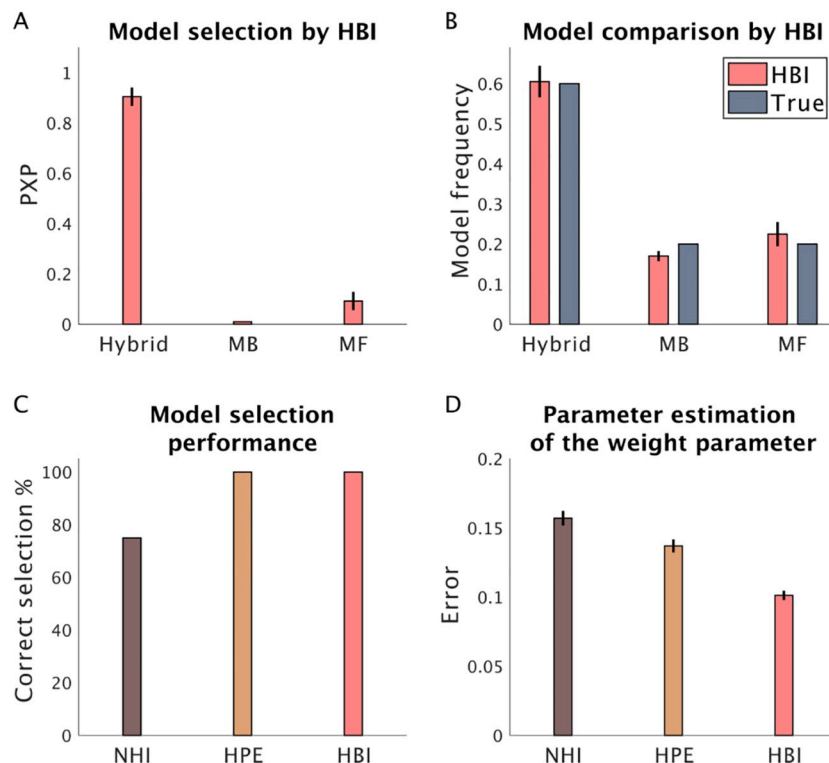 A
Model selection by HBI
PXP
1
0.8
0.6
0.4
0.2
0
Hybrid MB MF
B
Model comparison by HBI
Model frequency
0.6
0.5
0.4
0.3
0.2
0.1
0
HBI
True
Hybrid MB MF
C
Model selection
performance
Correct selection %
100
80
60
40
20
0
NHI HPE HBI
D
Parameter estimation
of the weight parameter
Error
0.2
0.15
0.1
0.05
0
NHI HPE HBI